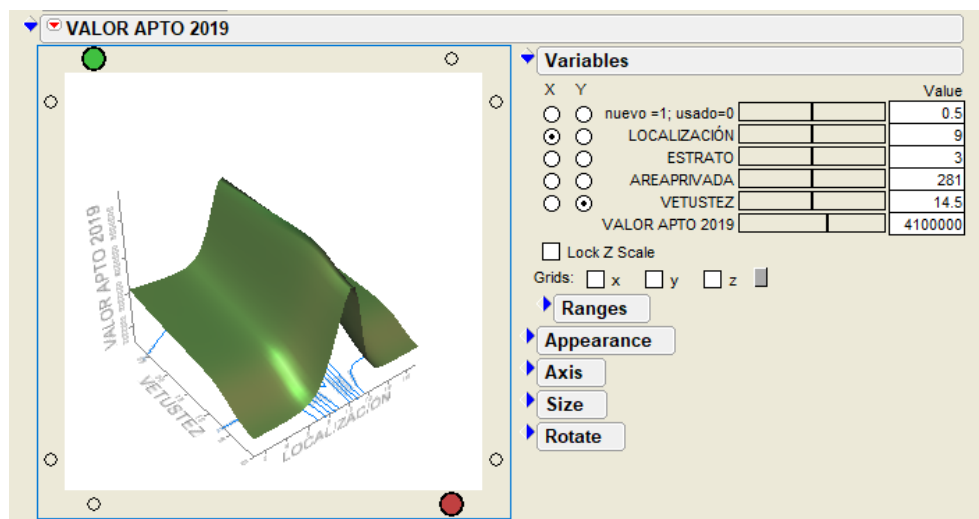 VALOR APTO 2019
VALOR APTO 2019
VETUSTEZ
LOCALIZACIÓN
Variables
X Y Value
nuevo =1; usado=0 0.5
LOCALIZACIÓN 9
ESTRATO 3
AREAPRIVADA 281
VETUSTEZ 14.5
VALOR APTO 2019 4100000
Lock Z Scale
Grids: x y z
Ranges
Appearance
Axis
Size
Rotate